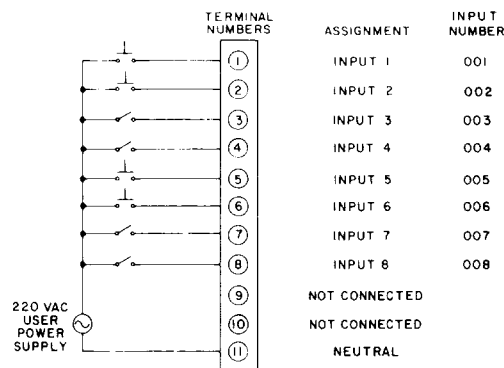 TERMINAL NUMBERS ASSIGNMENT INPUT NUMBER
1 INPUT 1 001
2 INPUT 2 002
3 INPUT 3 003
4 INPUT 4 004
5 INPUT 5 005
6 INPUT 6 006
7 INPUT 7 007
8 INPUT 8 008
9 NOT CONNECTED
10 NOT CONNECTED
11 NEUTRAL
220 VAC
USER
POWER
SUPPLY